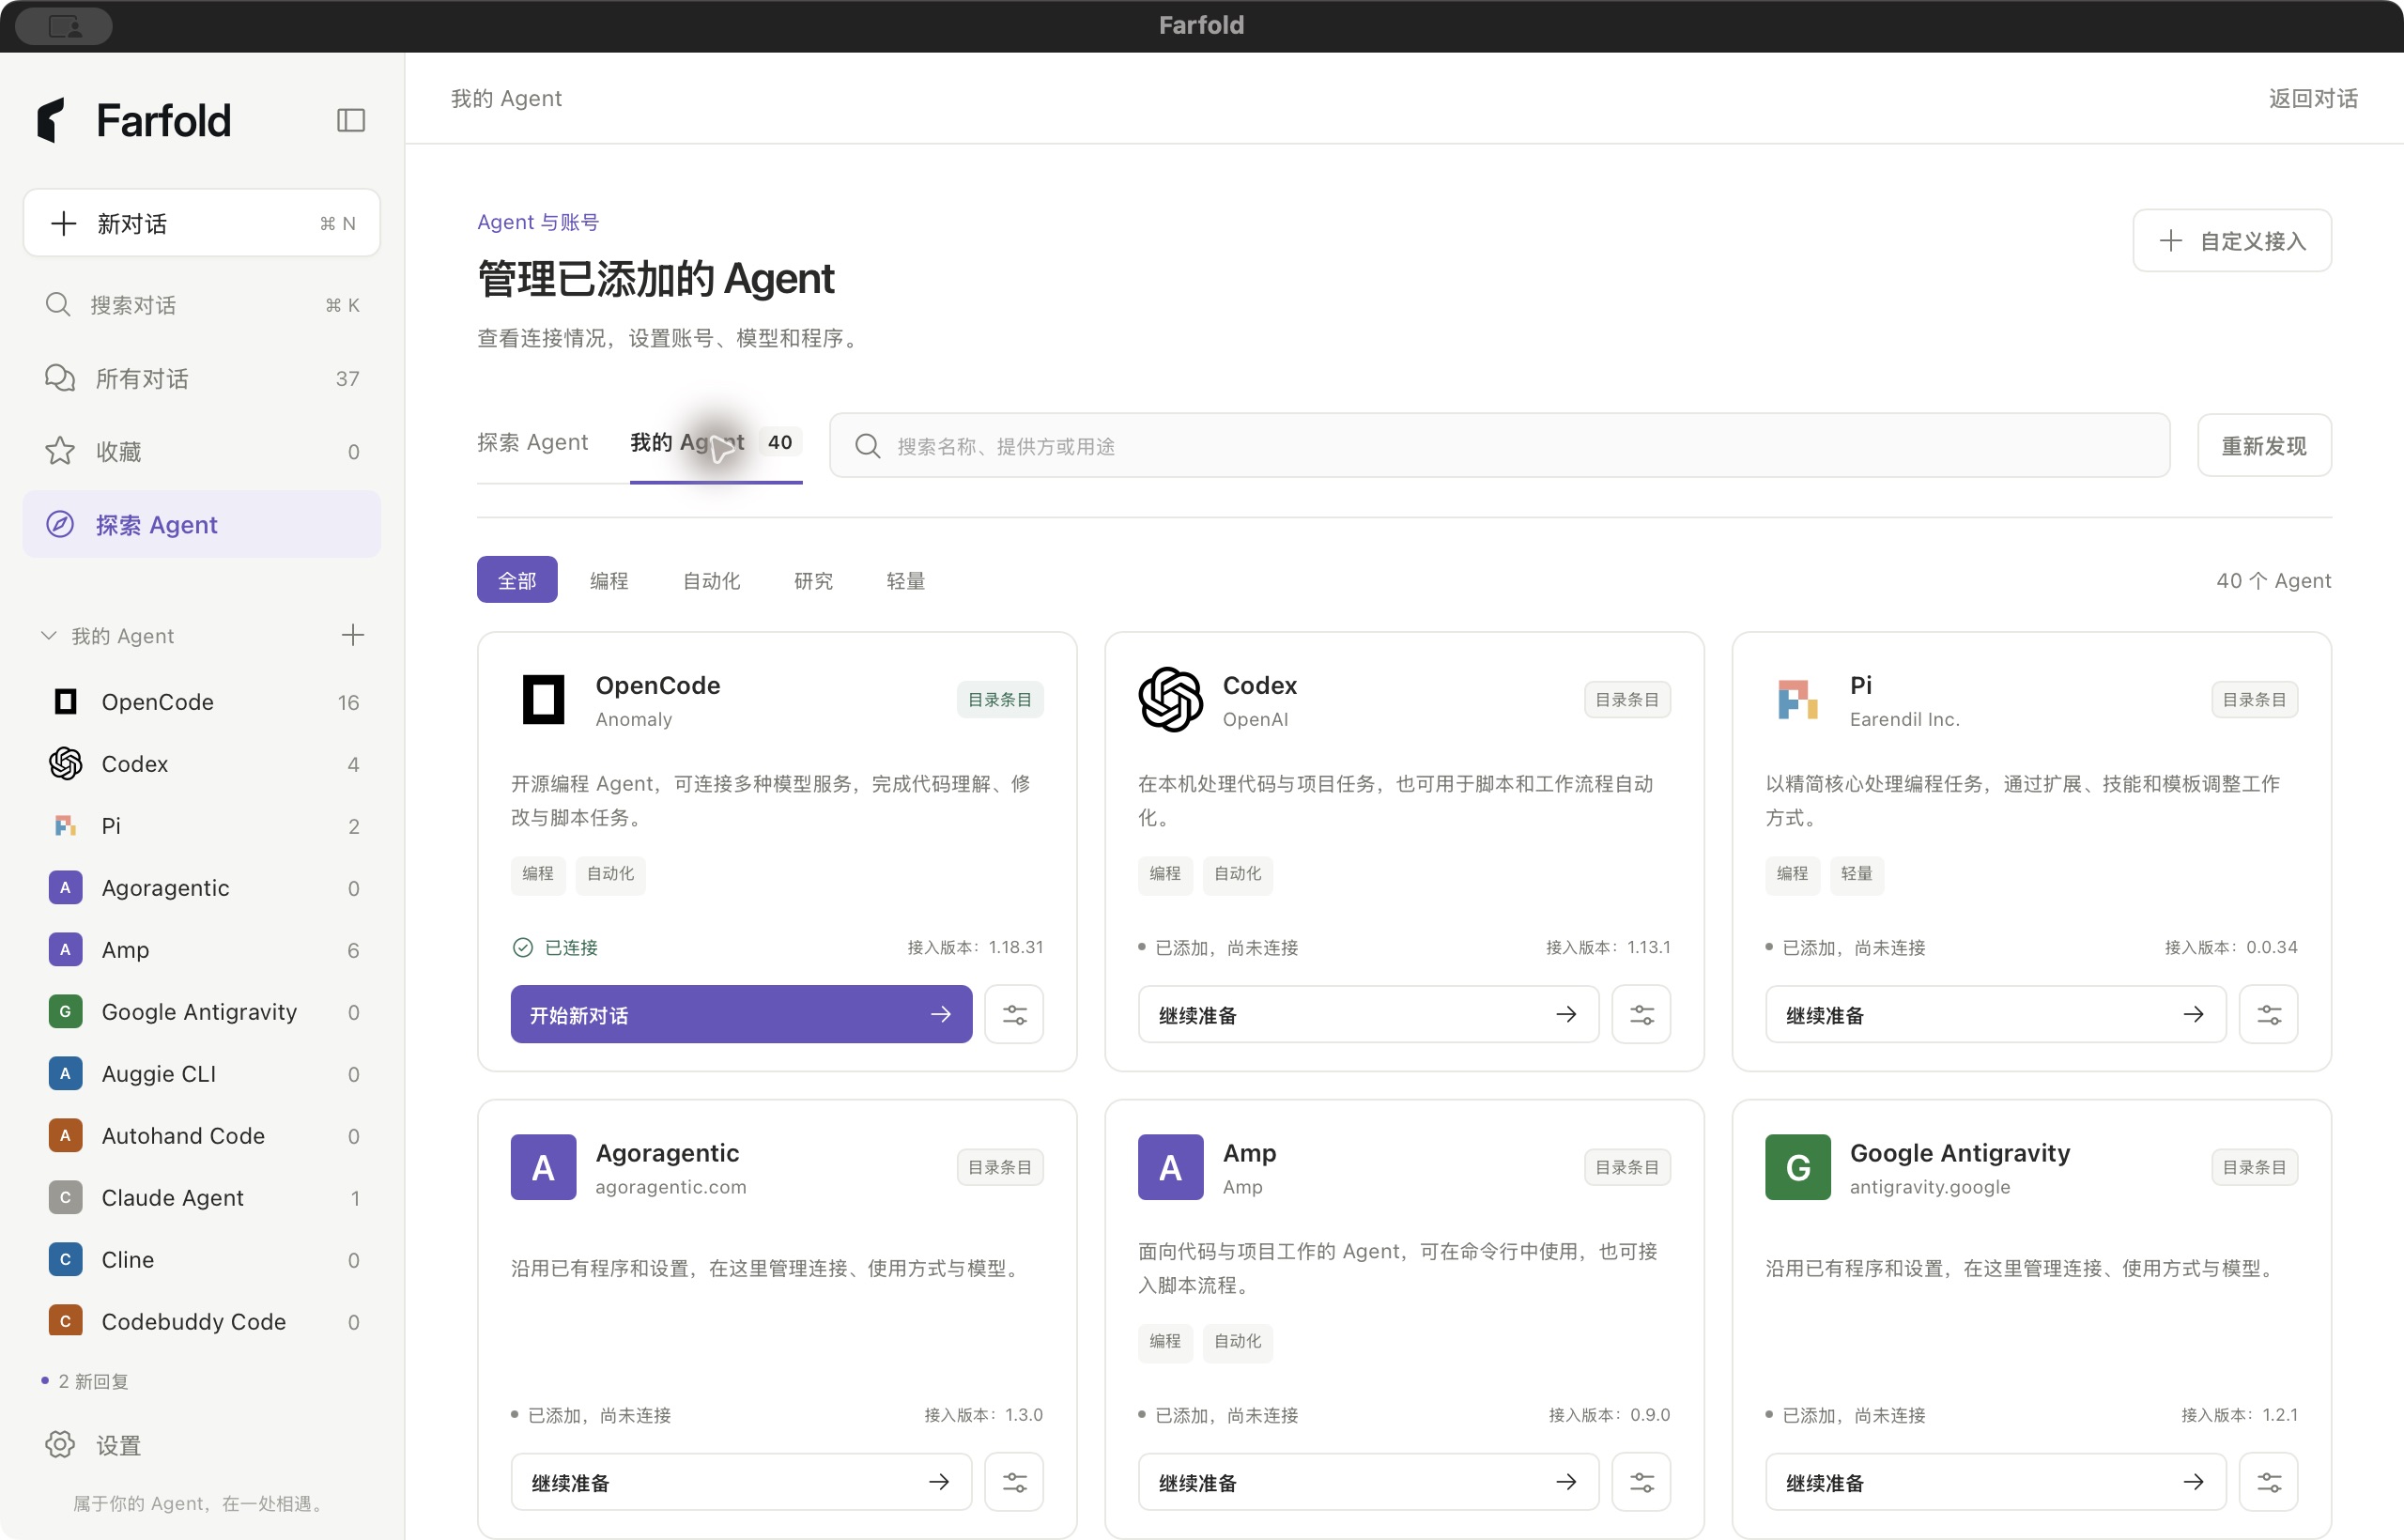 Farfold
Farfold
新对话 ⌘ N
搜索对话 ⌘ K
所有对话 37
收藏 0
探索 Agent
我的 Agent
OpenCode 16
Codex 4
Pi 2
A Agoragentic 0
A Amp 6
G Google Antigravity 0
A Auggie CLI 0
A Autohand Code 0
C Claude Agent 1
C Cline 0
C Codebuddy Code 0
2 新回复
设置
属于你的 Agent，在一处相遇。
我的 Agent 返回对话
Agent 与账号
管理已添加的 Agent
查看连接情况，设置账号、模型和程序。
自定义接入
探索 Agent 我的 Agent 40 搜索名称、提供方或用途 重新发现
全部 编程 自动化 研究 轻量 40 个 Agent
OpenCode
Anomaly
目录条目
开源编程 Agent，可连接多种模型服务，完成代码理解、修
改与脚本任务。
编程 自动化
已连接 接入版本：1.18.31
开始新对话
Codex
OpenAI
目录条目
在本机处理代码与项目任务，也可用于脚本和工作流程自动
化。
编程 自动化
已添加，尚未连接 接入版本：1.13.1
继续准备
Pi
Earendil Inc.
目录条目
以精简核心处理编程任务，通过扩展、技能和模板调整工作
方式。
编程 轻量
已添加，尚未连接 接入版本：0.0.34
继续准备
A
Agoragentic
agoragentic.com
目录条目
沿用已有程序和设置，在这里管理连接、使用方式与模型。
已添加，尚未连接 接入版本：1.3.0
继续准备
A
Amp
Amp
目录条目
面向代码与项目工作的 Agent，可在命令行中使用，也可接
入脚本流程。
编程 自动化
已添加，尚未连接 接入版本：0.9.0
继续准备
G
Google Antigravity
antigravity.google
目录条目
沿用已有程序和设置，在这里管理连接、使用方式与模型。
已添加，尚未连接 接入版本：1.2.1
继续准备